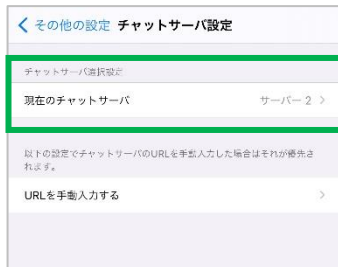 その他の設定 チャットサーバ設定
チャットサーバ選択設定
現在のチャットサーバ サーバー 2
以下の設定でチャットサーバのURLを手動入力した場合はそれが優先さ
れます。
URLを手動入力する